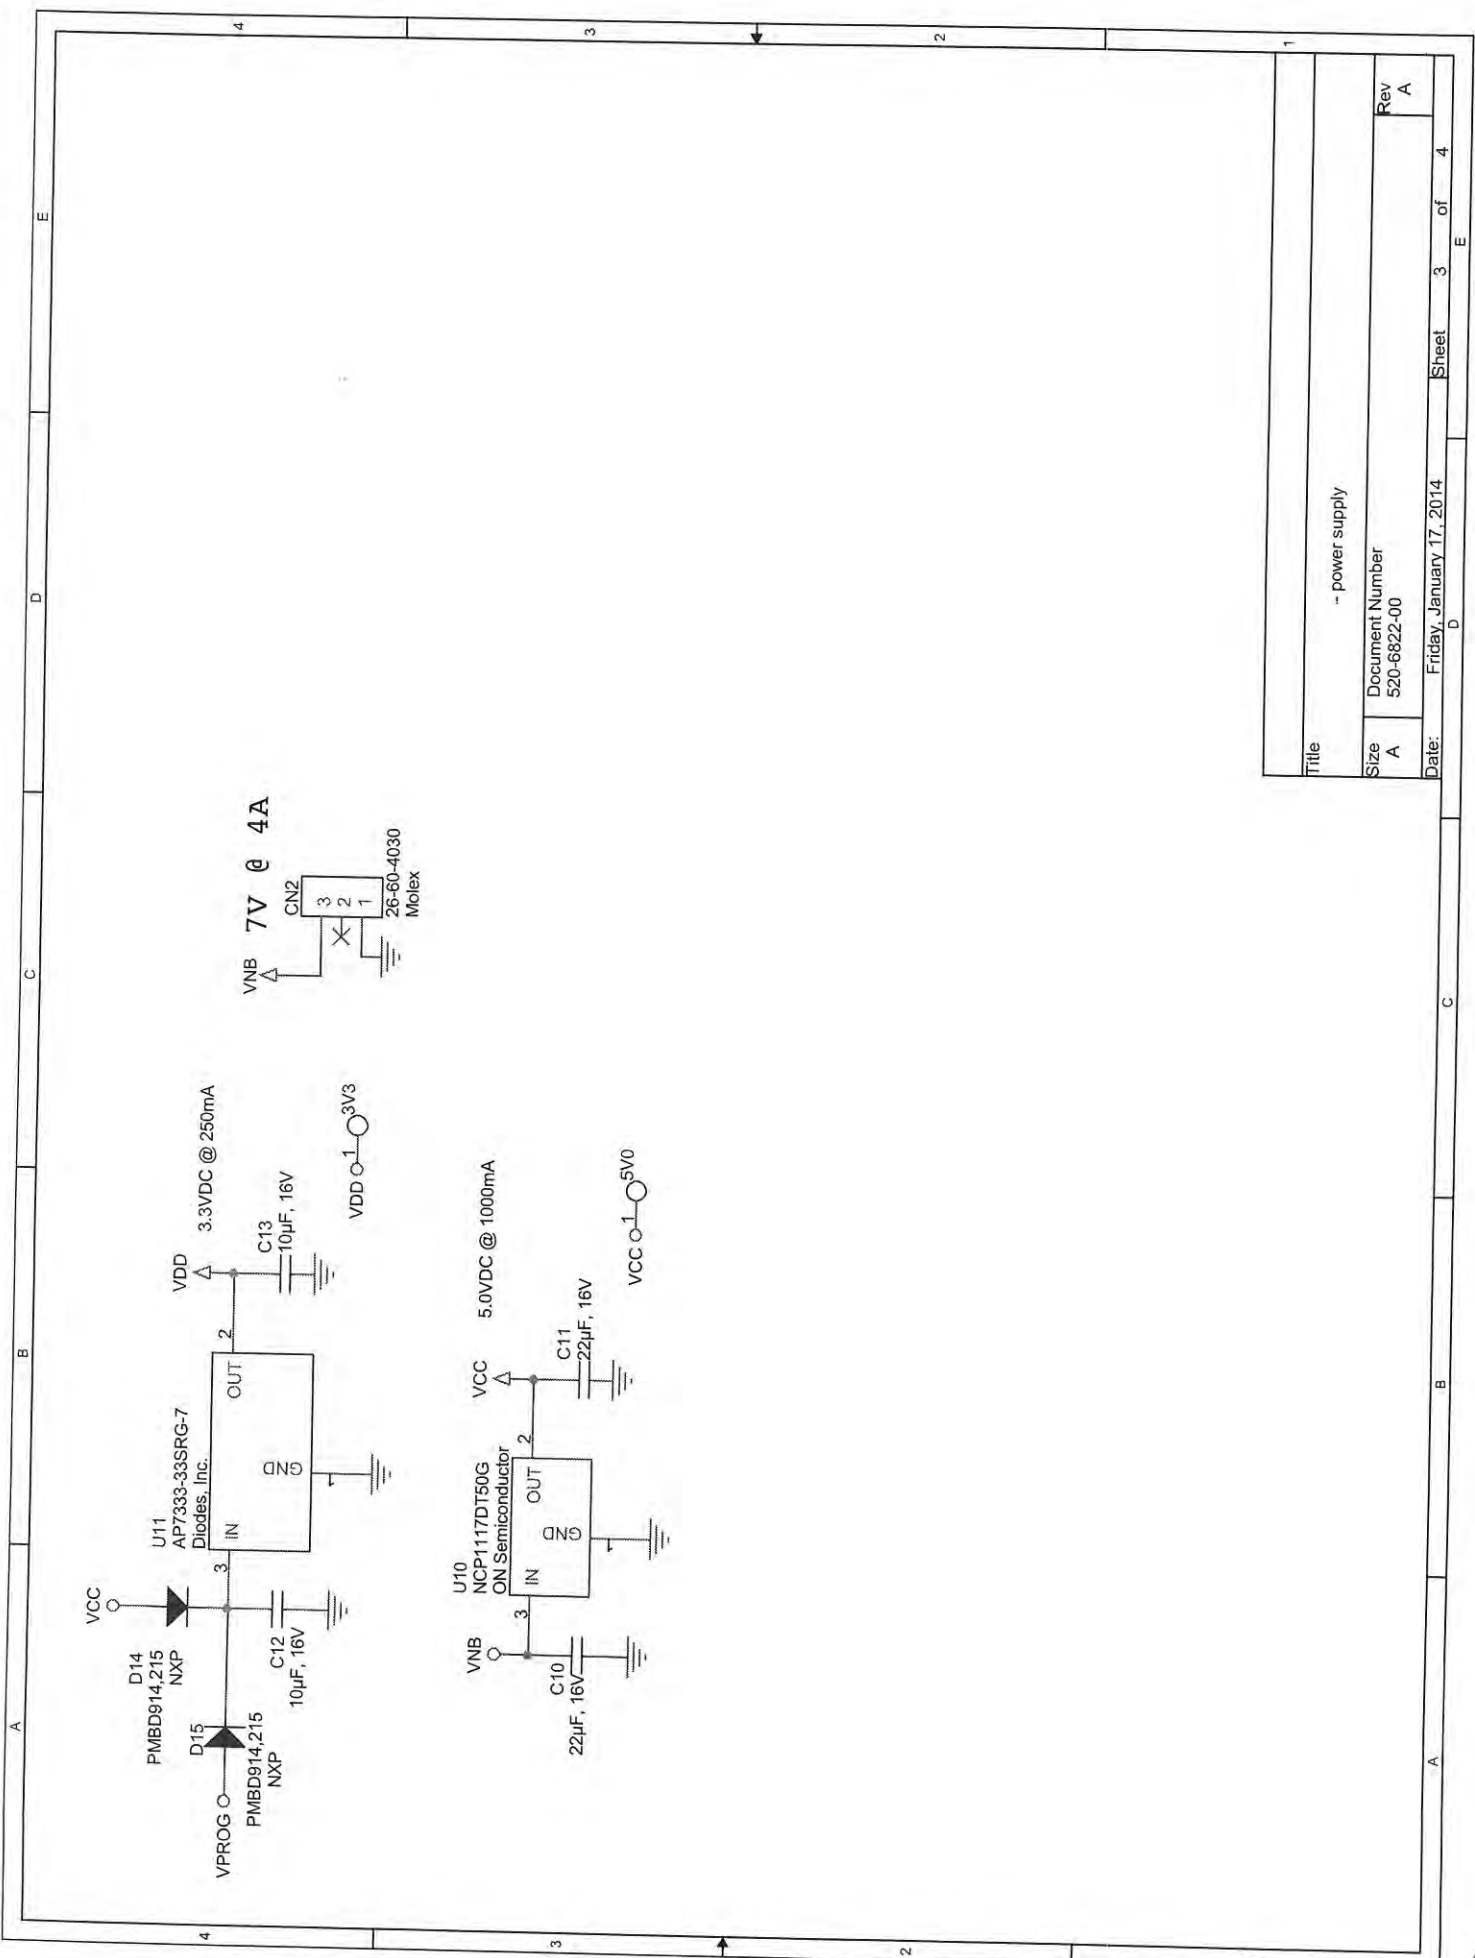 A
B
C
D
E
4
3
2
1
VCC
D14
PMBD914,215
NXP
D15
VPROG
PMBD914,215
NXP
C12
10µF, 16V
U11
AP7333-33SRG-7
Diodes, Inc.
3
IN
OUT
2
GND
1
VDD
3.3VDC @ 250mA
C13
10µF, 16V
VDD
1
3V3
VNB
7V @ 4A
CN2
3
2
1
26-60-4030
Molex
VNB
C10
22µF, 16V
U10
NCP1117DT50G
ON Semiconductor
3
IN
OUT
2
GND
1
VCC
5.0VDC @ 1000mA
C11
22µF, 16V
VCC
1
5V0
Title
- power supply
Size
A
Document Number
520-6822-00
Rev
A
Date:
Friday, January 17, 2014
Sheet 3 of 4
4
3
2
A
B
C
D
E